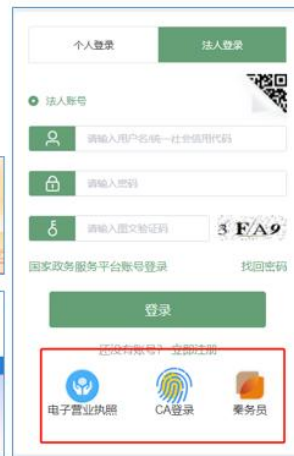 个人登录 法人登录
法人账号
请输入用户名/统一社会信用代码
请输入密码
请输入图文验证码 3 F/A9
国家政务服务平台账号登录 找回密码
登录
还没有账号? 立即注册
电子营业执照 CA登录 秦务员